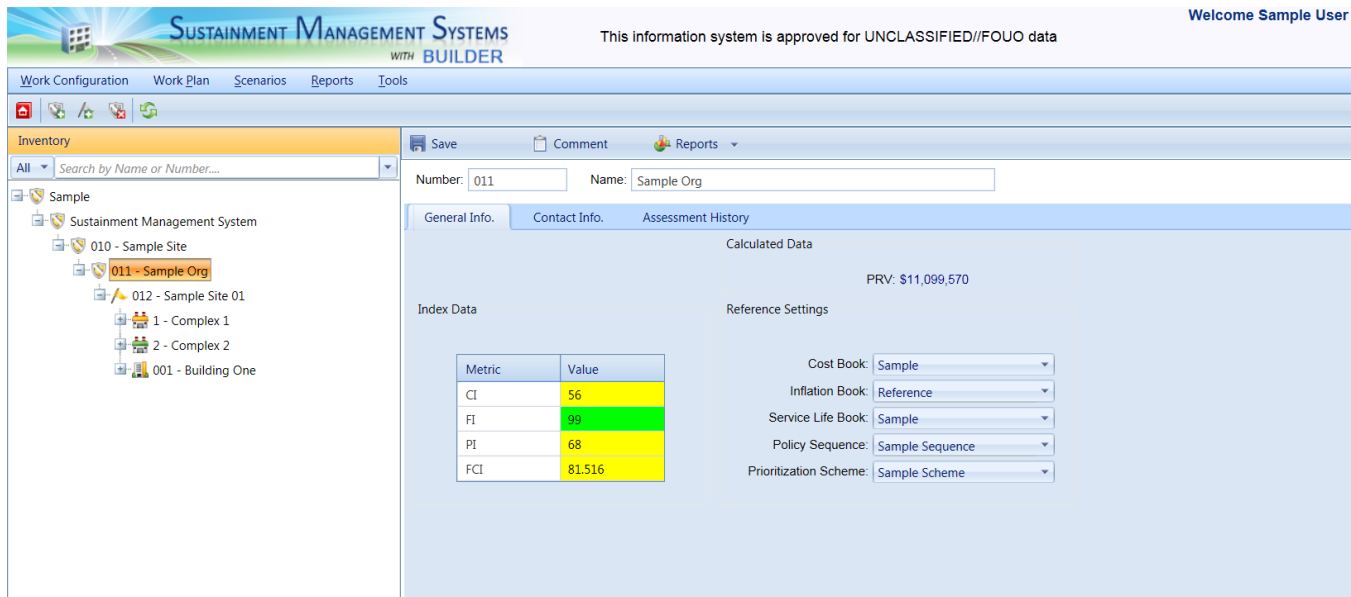 Welcome Sample User
SUSTAINMENT MANAGEMENT SYSTEMS
WITH BUILDER
This information system is approved for UNCLASSIFIED//FOUO data
Work Configuration Work Plan Scenarios Reports Tools
Inventory
All Search by Name or Number....
Sample
Sustainment Management System
010 - Sample Site
011 - Sample Org
012 - Sample Site 01
1 - Complex 1
2 - Complex 2
001 - Building One
Save Comment Reports
Number: 011 Name: Sample Org
General Info. Contact Info. Assessment History
Calculated Data
PRV: $11,099,570
Index Data
Metric Value
CI 56
FI 99
PI 68
FCI 81.516
Reference Settings
Cost Book: Sample
Inflation Book: Reference
Service Life Book: Sample
Policy Sequence: Sample Sequence
Prioritization Scheme: Sample Scheme